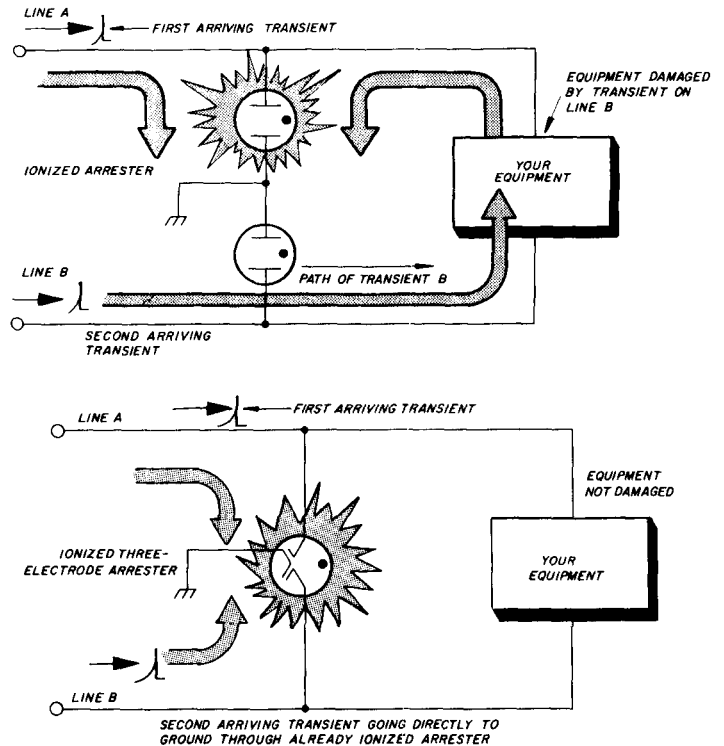 LINE A
FIRST ARRIVING TRANSIENT
EQUIPMENT DAMAGED
BY TRANSIENT ON
LINE B
IONIZED ARRESTER
YOUR
EQUIPMENT
LINE B
PATH OF TRANSIENT B
SECOND ARRIVING
TRANSIENT
LINE A
FIRST ARRIVING TRANSIENT
EQUIPMENT
NOT DAMAGED
IONIZED THREE-
ELECTRODE ARRESTER
YOUR
EQUIPMENT
LINE B
SECOND ARRIVING TRANSIENT GOING DIRECTLY TO
GROUND THROUGH ALREADY IONIZED ARRESTER